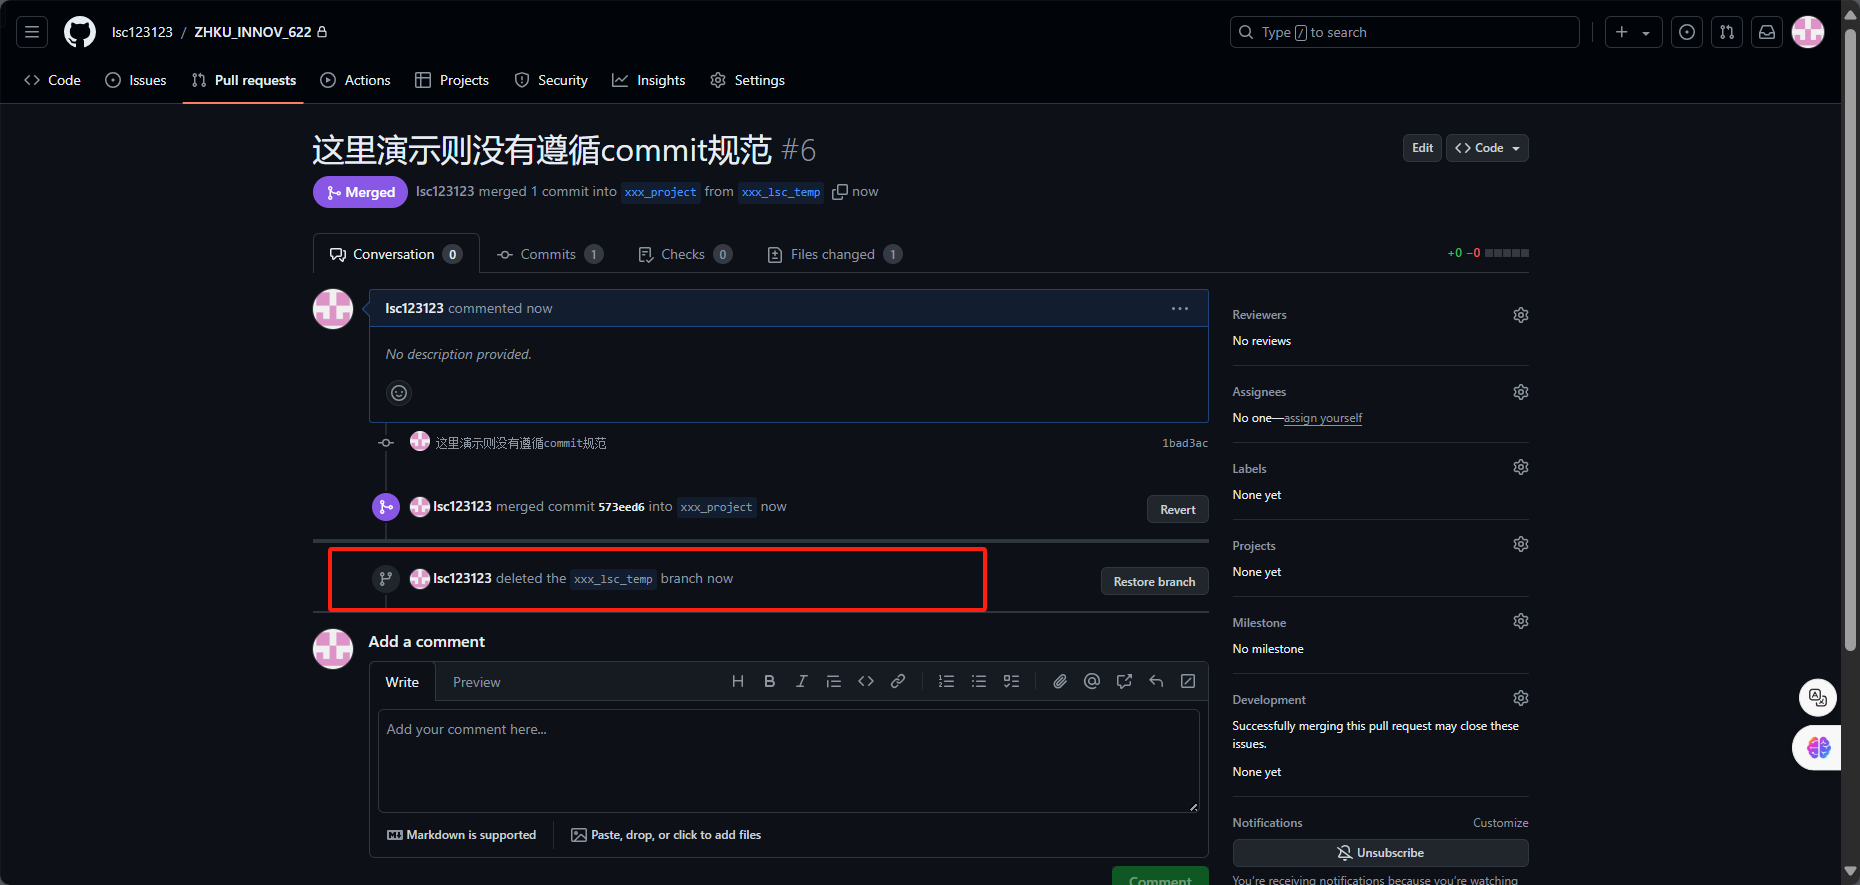 lsc123123 / ZHKU_INNOV_622
Type / to search
Code Issues Pull requests Actions Projects Security Insights Settings
这里演示则没有遵循commit规范 #6
Edit
Code
Merged
lsc123123 merged 1 commit into xxx_project from xxx_lsc_temp now
Conversation 0
Commits 1
Checks 0
Files changed 1
+0 −0
lsc123123 commented now
No description provided.
这里演示则没有遵循commit规范
1bad3ac
lsc123123 merged commit 573eed6 into xxx_project now
Revert
lsc123123 deleted the xxx_lsc_temp branch now
Restore branch
Add a comment
Write
Preview
Add your comment here...
Markdown is supported
Paste, drop, or click to add files
Comment
Reviewers
No reviews
Assignees
No one—assign yourself
Labels
None yet
Projects
None yet
Milestone
No milestone
Development
Successfully merging this pull request may close these
issues.
None yet
Notifications
Customize
Unsubscribe
You're receiving notifications because you're watching